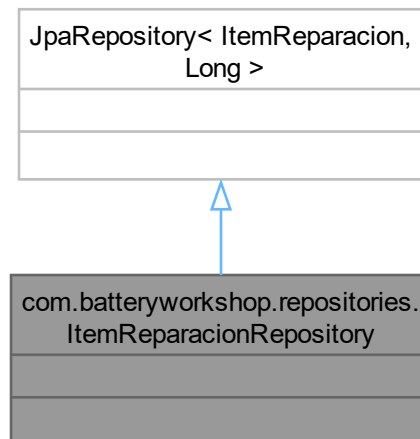 JpaRepository< ItemReparacion,
Long >
com.batteryworkshop.repositories.
ItemReparacionRepository